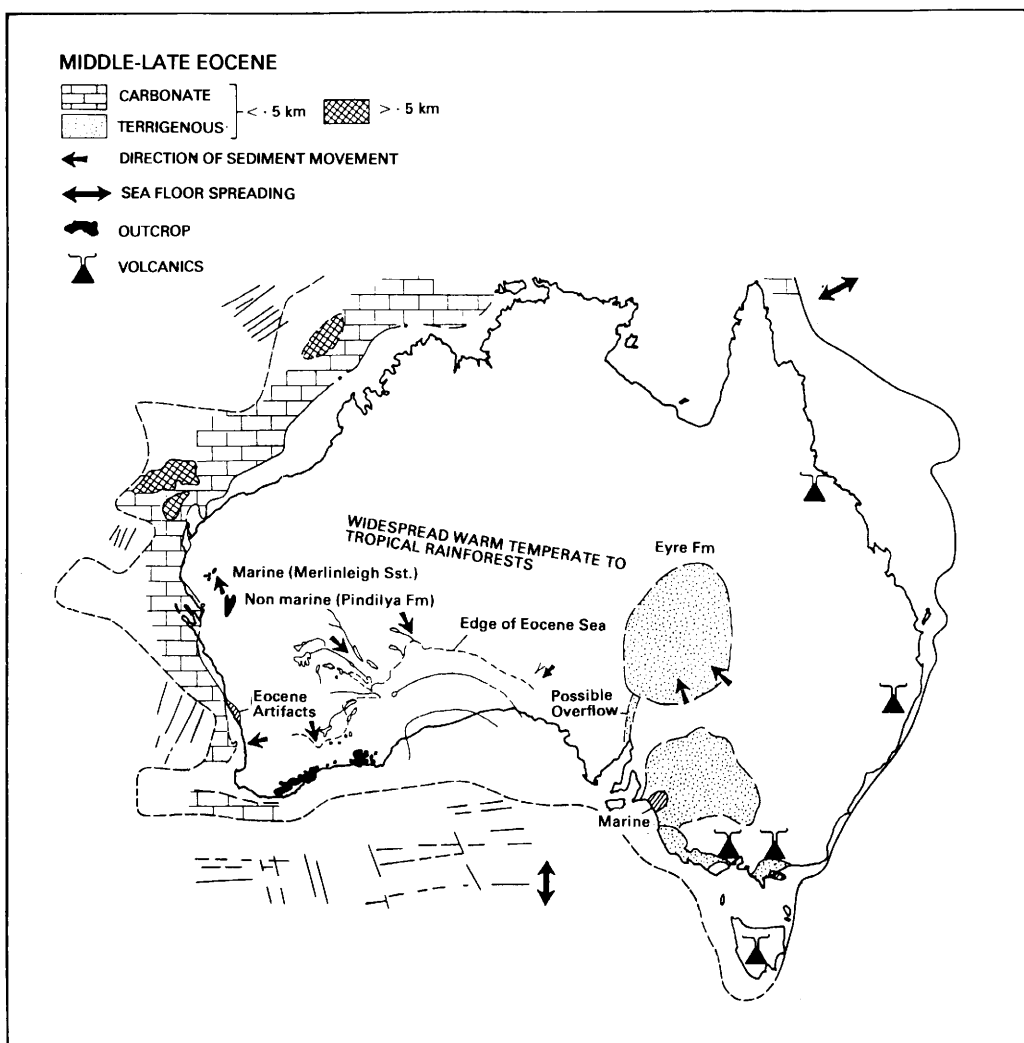 MIDDLE-LATE EOCENE
CARBONATE
TERRIGENOUS
< ·5 km
> ·5 km
DIRECTION OF SEDIMENT MOVEMENT
SEA FLOOR SPREADING
OUTCROP
VOLCANICS
WIDESPREAD WARM TEMPERATE TO
TROPICAL RAINFORESTS
Eyre Fm
Marine (Merlinleigh Sst.)
Non marine (Pindilya Fm)
Edge of Eocene Sea
Eocene
Artifacts
Possible
Overflow
Marine